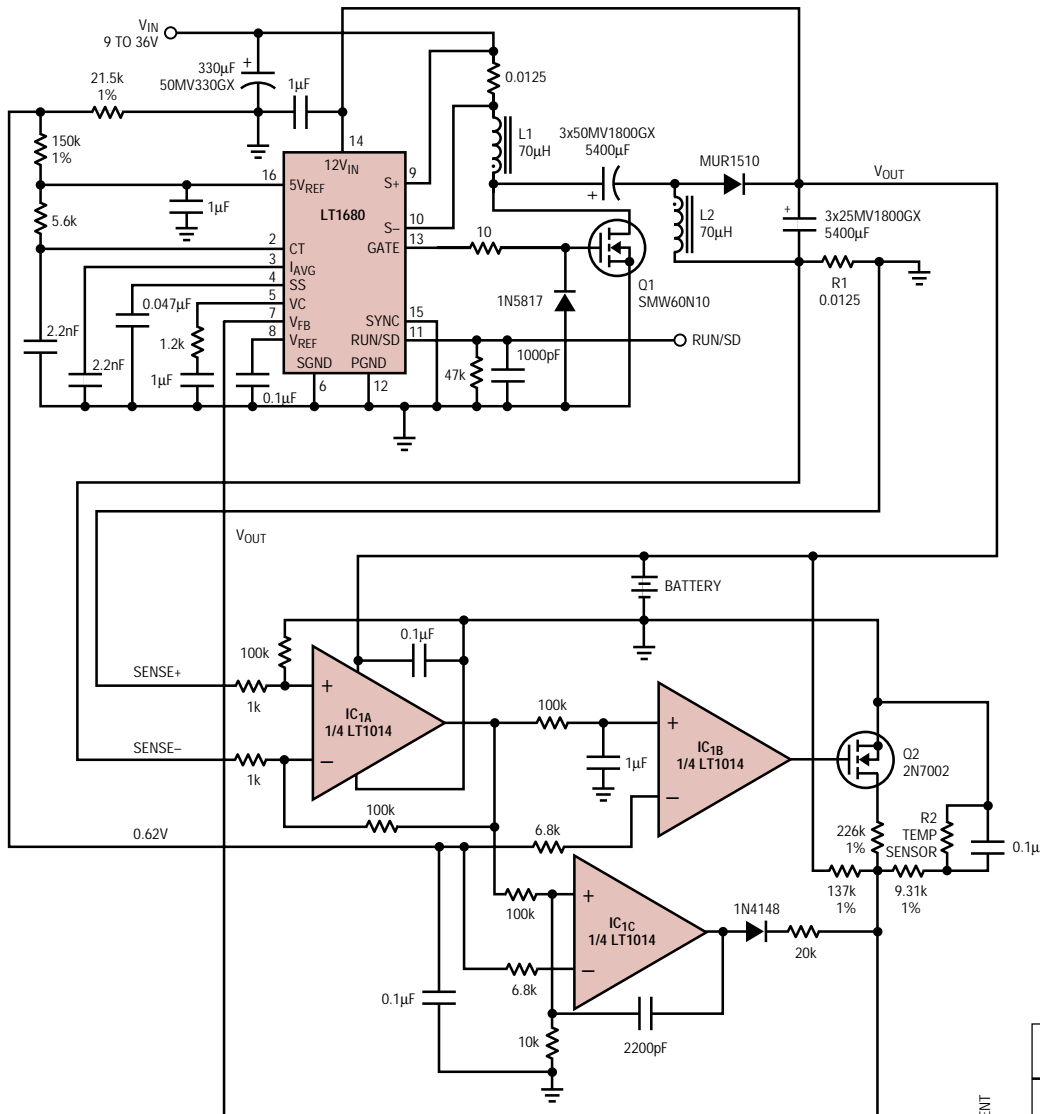 VIN
9 TO 36V
330µF
+
50MV330GX
1µF
21.5k
1%
0.0125
150k
1%
L1
70µH
3x50MV1800GX
5400µF
+
MUR1510
VOUT
14
12VIN
16
5VREF
S+
9
LT1680
1µF
5.6k
S–
10
GATE
13
10
L2
70µH
+
3x25MV1800GX
5400µF
2
CT
3
IAVG
4
SS
5
VC
7
VFB
8
VREF
SYNC
15
RUN/SD
11
SGND
PGND
6
12
Q1
SMW60N10
R1
0.0125
1N5817
0.047µF
2.2nF
1.2k
2.2nF
1µF
0.1µF
RUN/SD
1000pF
47k
VOUT
BATTERY
0.1µF
100k
SENSE+
1k
+
IC1A
1/4 LT1014
–
SENSE–
1k
100k
+
IC1B
1/4 LT1014
–
1µF
Q2
2N7002
100k
0.62V
6.8k
226k
1%
R2
TEMP
SENSOR
0.1µ
137k
1%
9.31k
1%
100k
+
IC1C
1/4 LT1014
–
1N4148
20k
6.8k
0.1µF
10k
2200pF
ENT